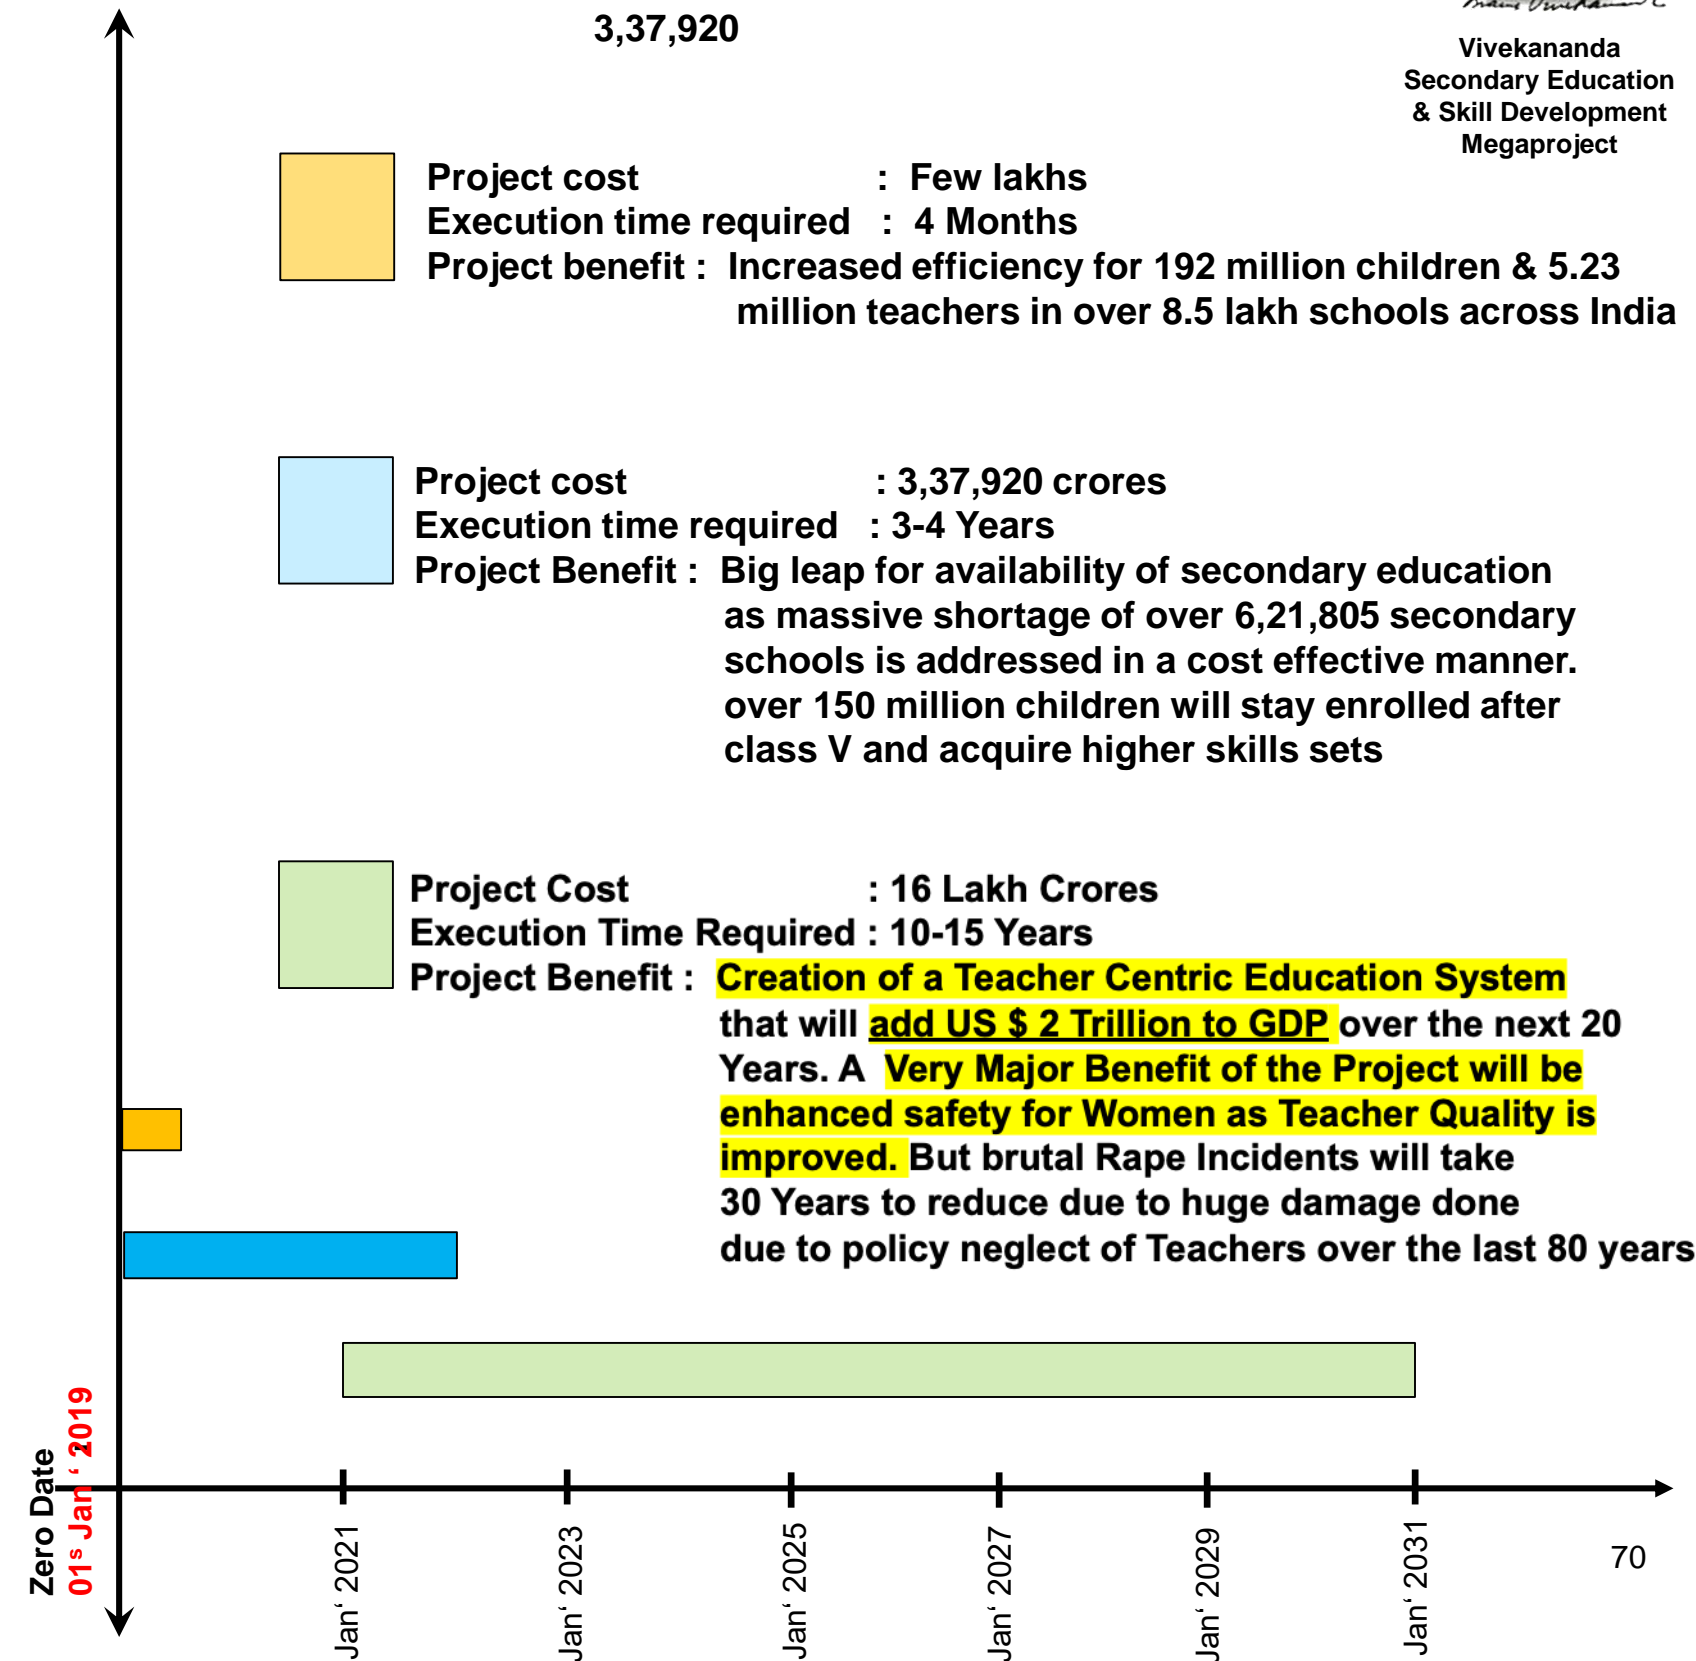 3,37,920
Vivekananda
Secondary Education
& Skill Development
Megaproject
Project cost : Few lakhs
Execution time required : 4 Months
Project benefit : Increased efficiency for 192 million children & 5.23
million teachers in over 8.5 lakh schools across India
Project cost : 3,37,920 crores
Execution time required : 3-4 Years
Project Benefit : Big leap for availability of secondary education
as massive shortage of over 6,21,805 secondary
schools is addressed in a cost effective manner.
over 150 million children will stay enrolled after
class V and acquire higher skills sets
Project Cost : 16 Lakh Crores
Execution Time Required : 10-15 Years
Project Benefit : Creation of a Teacher Centric Education System
that will add US $ 2 Trillion to GDP over the next 20
Years. A Very Major Benefit of the Project will be
enhanced safety for Women as Teacher Quality is
improved. But brutal Rape Incidents will take
30 Years to reduce due to huge damage done
due to policy neglect of Teachers over the last 80 years
Zero Date
01s Jan ‘ 2019
Jan‘ 2021
Jan‘ 2023
Jan‘ 2025
Jan‘ 2027
Jan‘ 2029
Jan‘ 2031
70